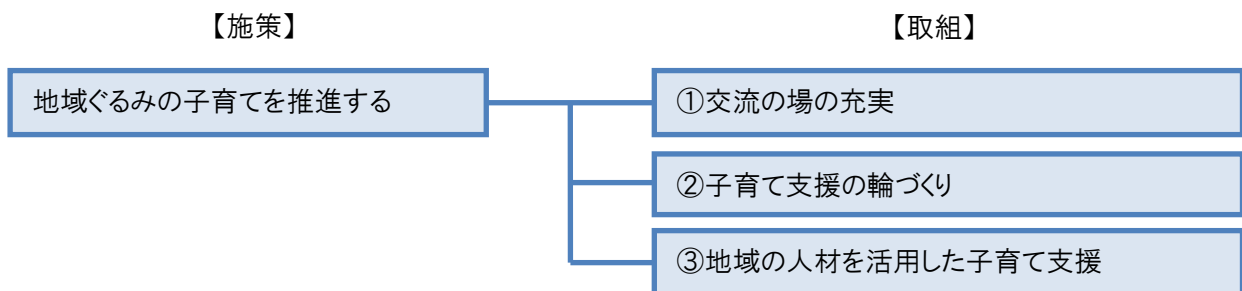 【施策】
【取組】
地域ぐるみの子育てを推進する
①交流の場の充実
②子育て支援の輪づくり
③地域の人材を活用した子育て支援